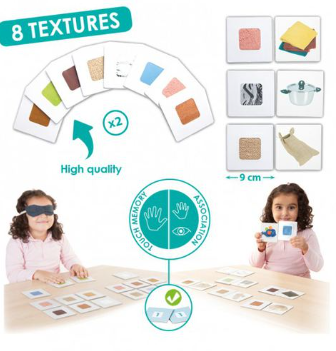 8 TEXTURES
x2
High quality
9 cm
TOUCH MEMORY
ASSOCIATION